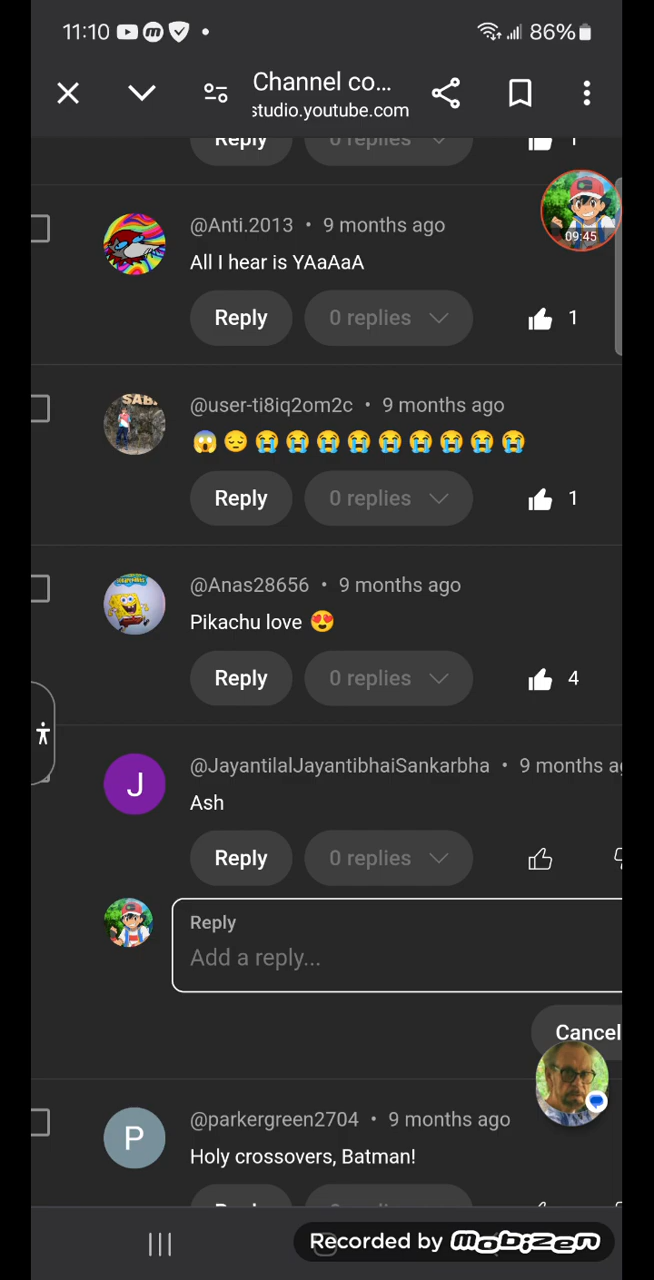 11:10 86%
Channel co...
studio.youtube.com
Reply 0 replies 1
@Anti.2013 • 9 months ago
09:45
All I hear is YAaAaA
Reply 0 replies 1
SAB.
@user-ti8iq2om2c • 9 months ago
😱😔😭😭😭😭😭😭😭😭😭
Reply 0 replies 1
@Anas28656 • 9 months ago
Pikachu love 😍
Reply 0 replies 4
@JayantilalJayantibhaiSankarbha • 9 months ag
J
Ash
Reply 0 replies
Reply
Add a reply...
Cancel
@parkergreen2704 • 9 months ago
P
Holy crossovers, Batman!
Recorded by mobizen